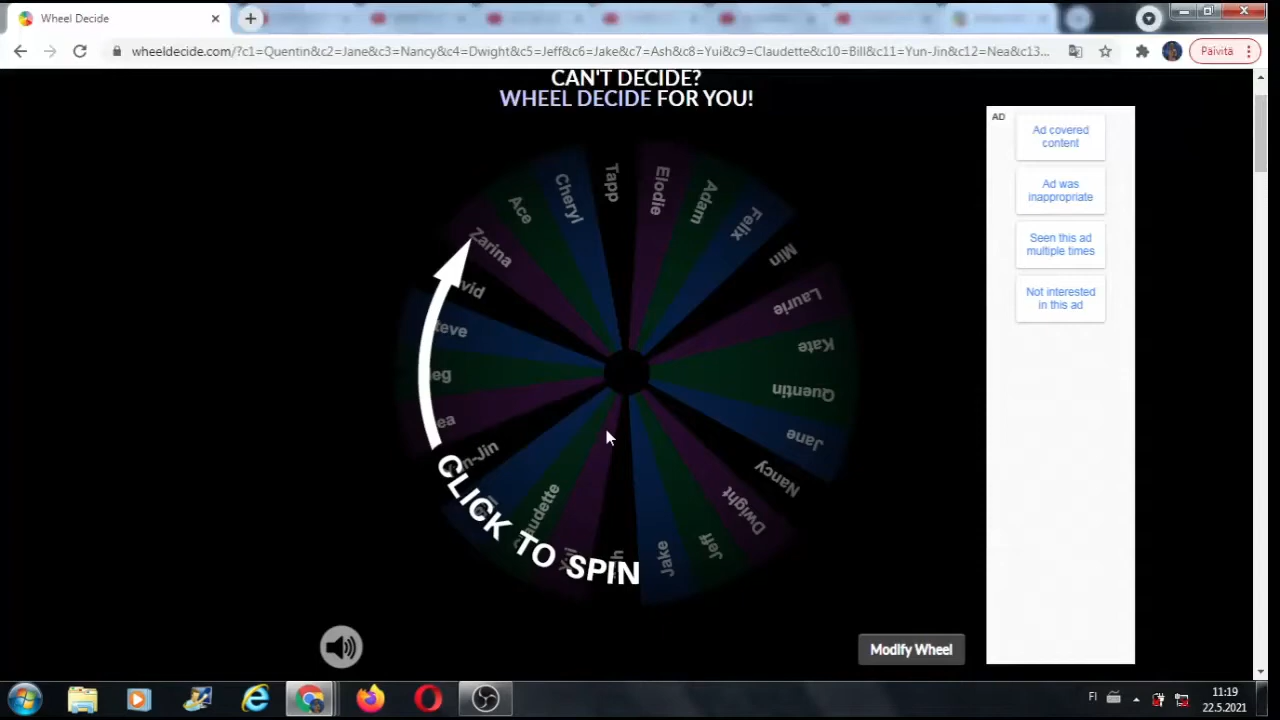 Wheel Decide
wheeldecide.com/?c1=Quentin&c2=Jane&c3=Nancy&c4=Dwight&c5=Jeff&c6=Jake&c7=Ash&c8=Yui&c9=Claudette&c10=Bill&c11=Yun-Jin&c12=Nea&c13...
Päivitä
CAN'T DECIDE?
WHEEL DECIDE FOR YOU!
Tapp
Elodie
Adam
Felix
Min
Laurie
Kate
Quentin
Jane
Nancy
Dwight
Jeff
Jake
Steve
Zarina
Ace
Cheryl
CLICK TO SPIN
AD
Ad covered
content
Ad was
inappropriate
Seen this ad
multiple times
Not interested
in this ad
Modify Wheel
FI
11:19
22.5.2021